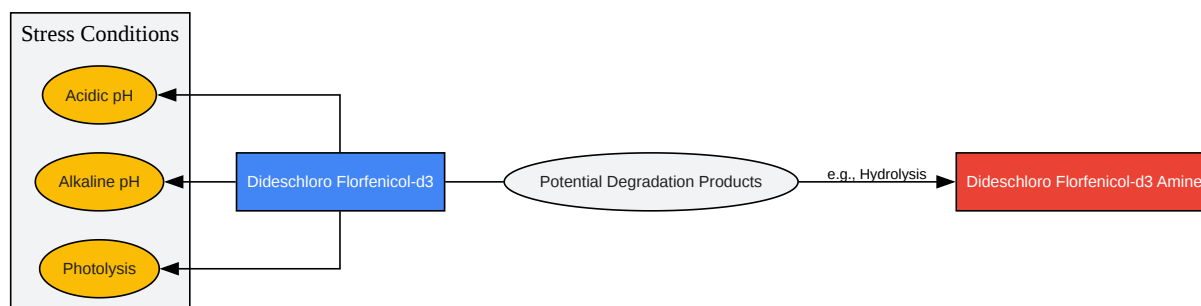 Stress Conditions
Acidic pH
Alkaline pH
Photolysis
Dideschloro Florfenicol-d3
Potential Degradation Products
e.g., Hydrolysis
Dideschloro Florfenicol-d3 Amine